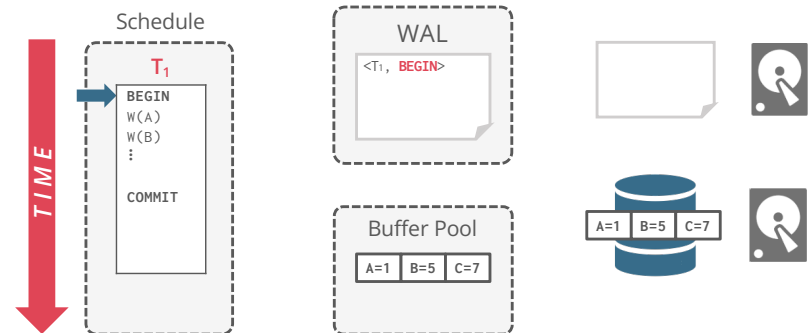 Schedule
TIME
T₁
BEGIN
W(A)
W(B)
⋮
COMMIT
WAL
<T₁, BEGIN>
Buffer Pool
A=1 B=5 C=7
A=1 B=5 C=7